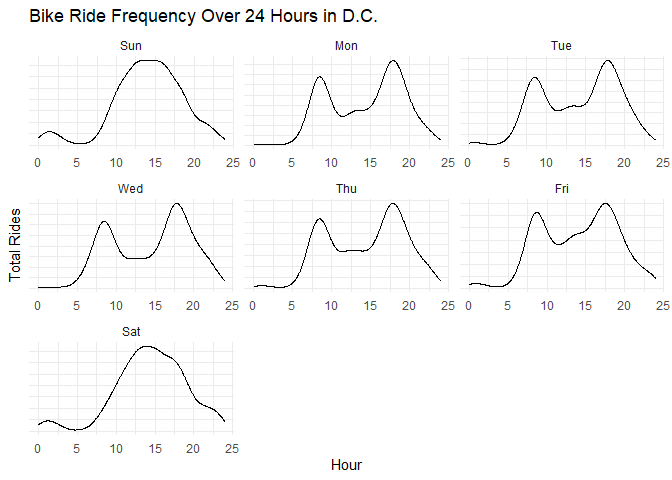 Bike Ride Frequency Over 24 Hours in D.C.
Sun Mon Tue
0 5 10 15 20 25 0 5 10 15 20 25 0 5 10 15 20 25
Wed Thu Fri
Total Rides
0 5 10 15 20 25 0 5 10 15 20 25 0 5 10 15 20 25
Sat
0 5 10 15 20 25
Hour